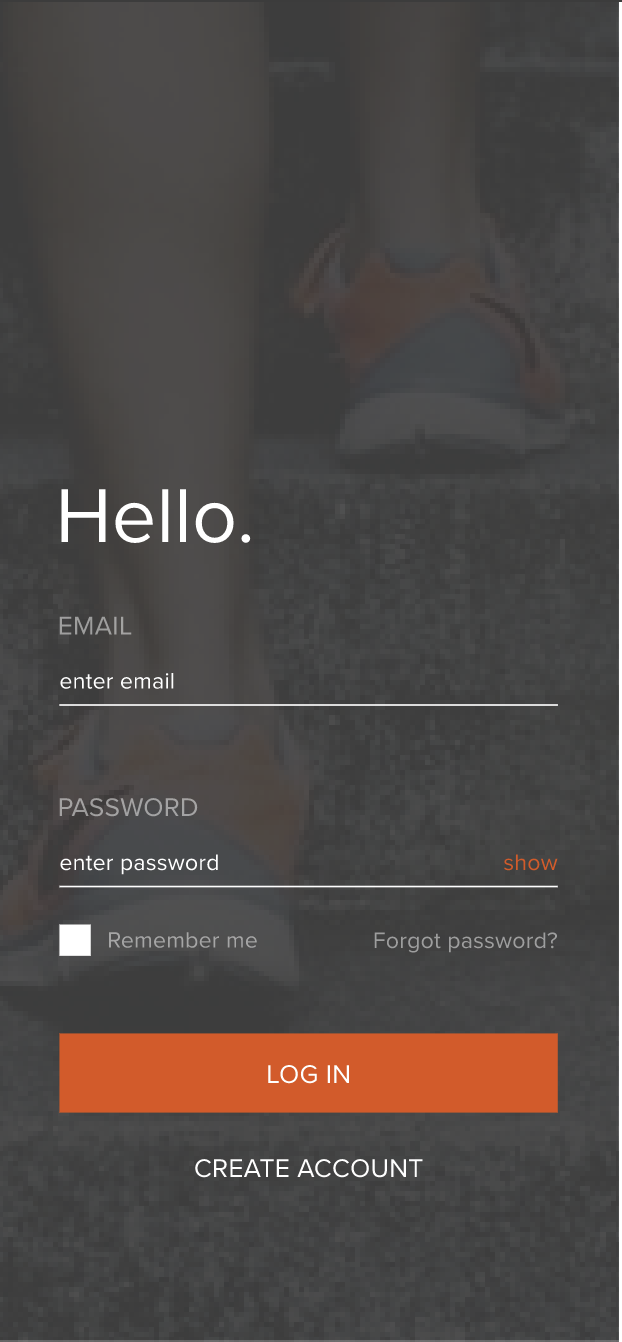 Hello.
EMAIL
enter email
PASSWORD
enter password show
Remember me Forgot password?
LOG IN
CREATE ACCOUNT